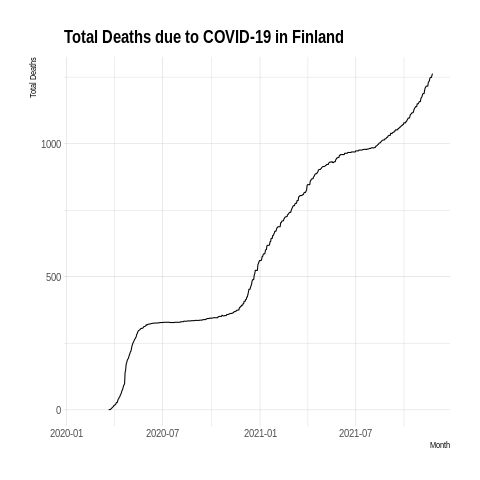 Total Deaths due to COVID-19 in Finland
Total Deaths
1000
500
0
2020-01 2020-07 2021-01 2021-07
Month